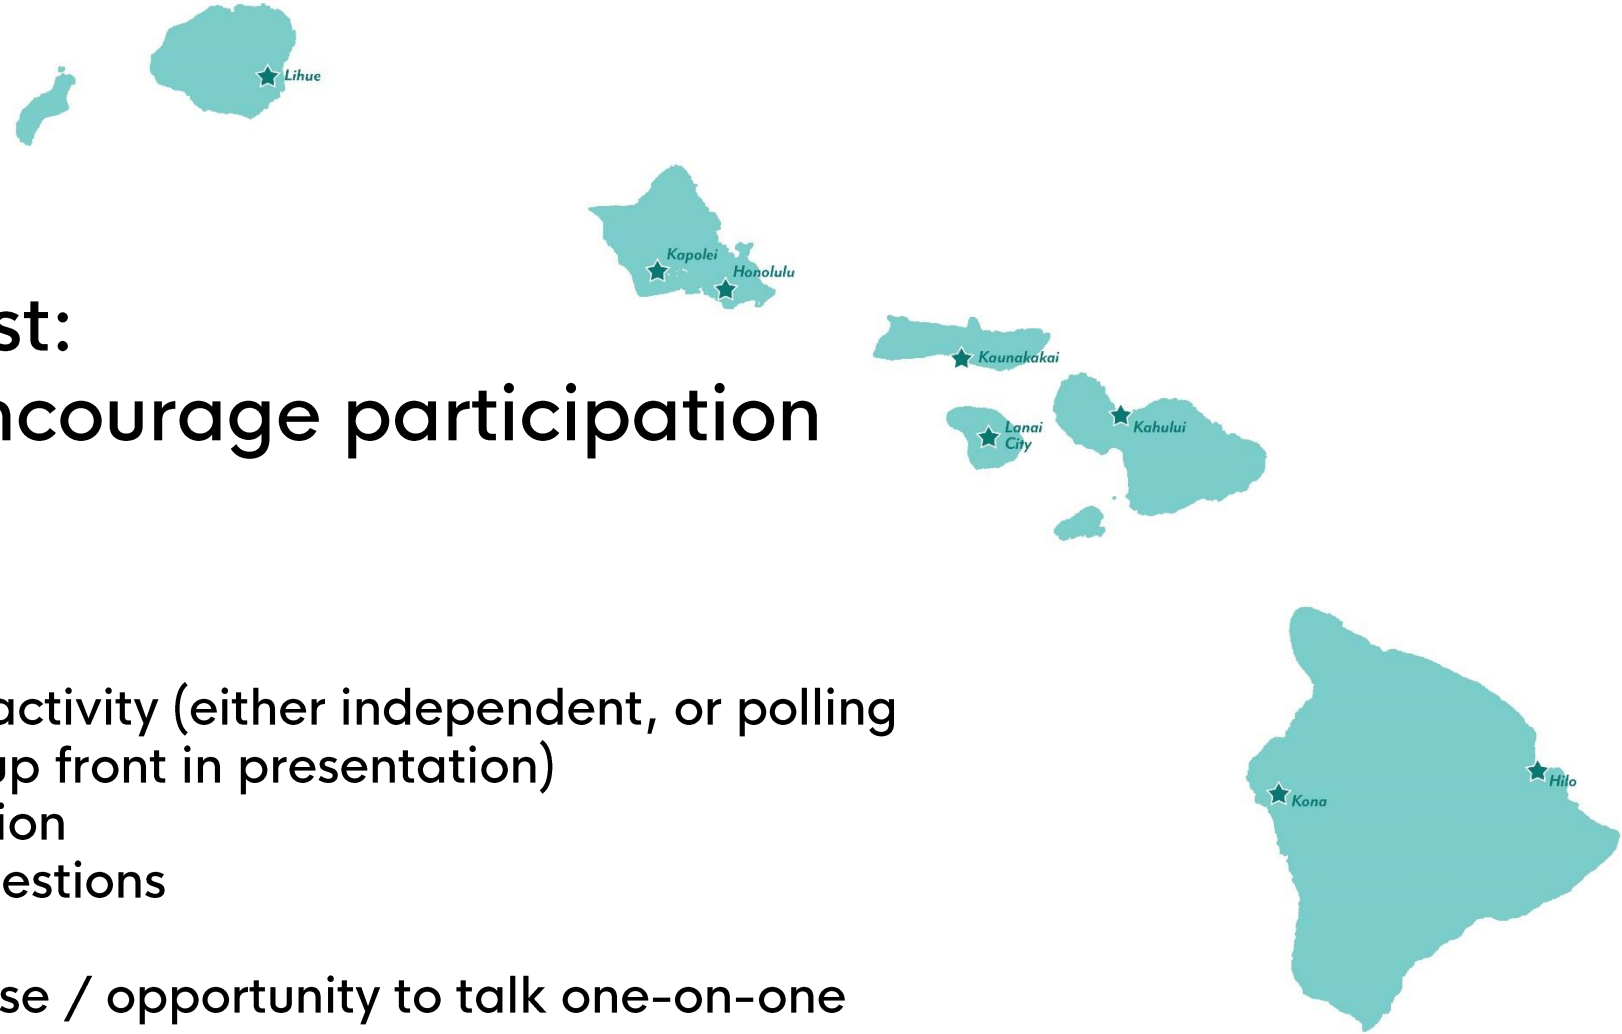 Lihue
Kapolei
Honolulu
st:
Kaunakakai
ncourage participation
Lanai
City
Kahului
activity (either independent, or polling
up front in presentation)
Kona
Hilo
ion
estions
se / opportunity to talk one-on-one